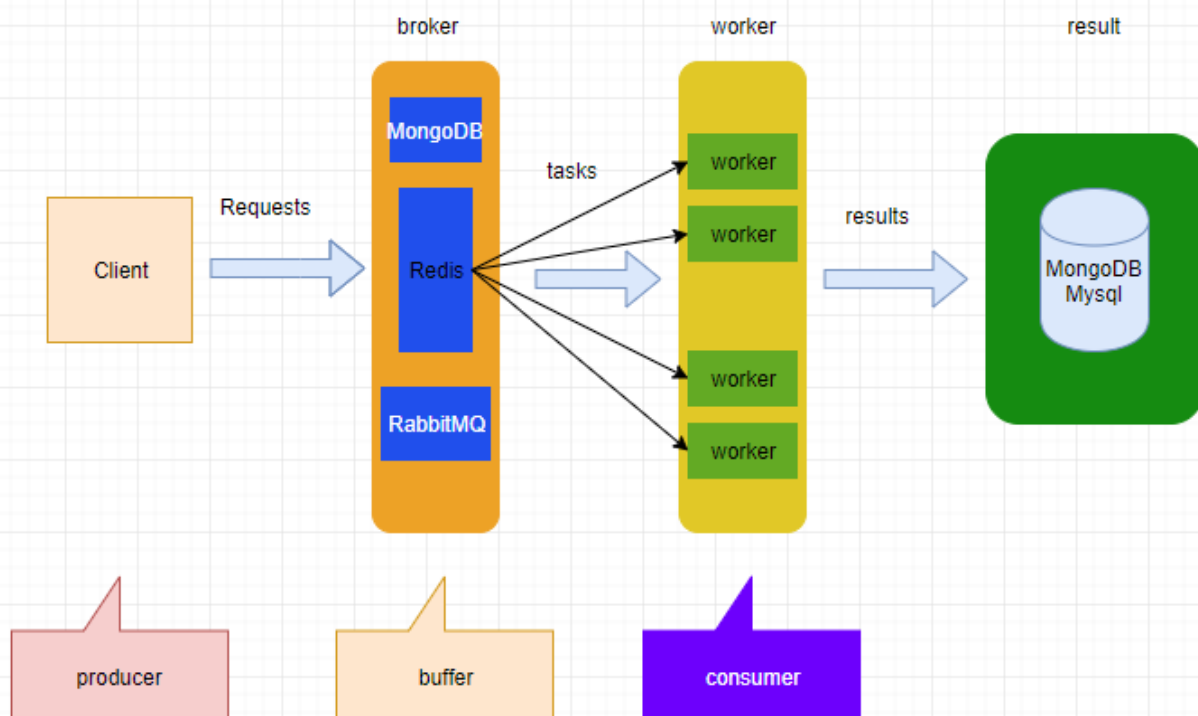 broker
worker
result
MongoDB
tasks
worker
Requests
results
worker
Client
Redis
MongoDB
Mysql
worker
RabbitMQ
worker
producer
buffer
consumer